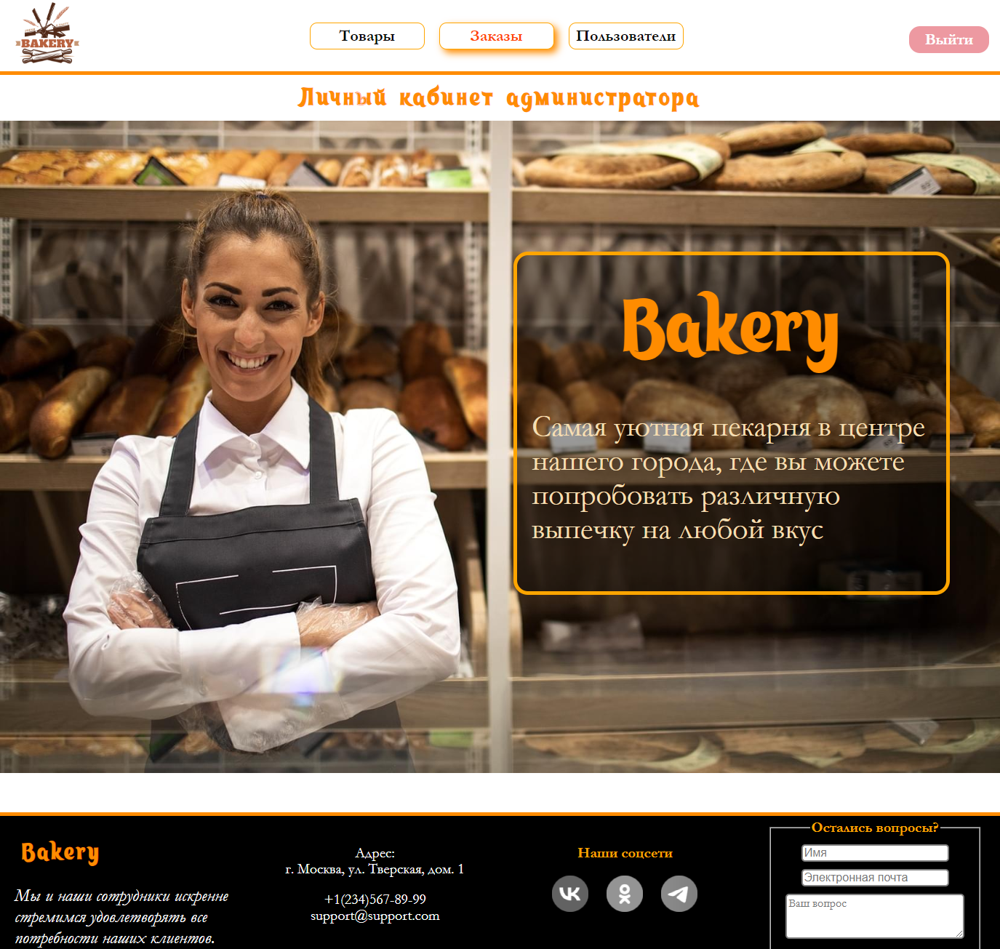 BAKERY
Товары
Заказы
Пользователи
Выйти
Личный кабинет администратора
Bakery
Самая уютная пекарня в центре
нашего города, где вы можете
попробовать различную
выпечку на любой вкус
Bakery
Мы и наши сотрудники искренне
стремимся удовлетворять все
потребности наших клиентов.
Адрес:
г. Москва, ул. Тверская, дом. 1
+1(234)567-89-99
support@support.com
Наши соцсети
Остались вопросы?
Имя
Электронная почта
Ваш вопрос